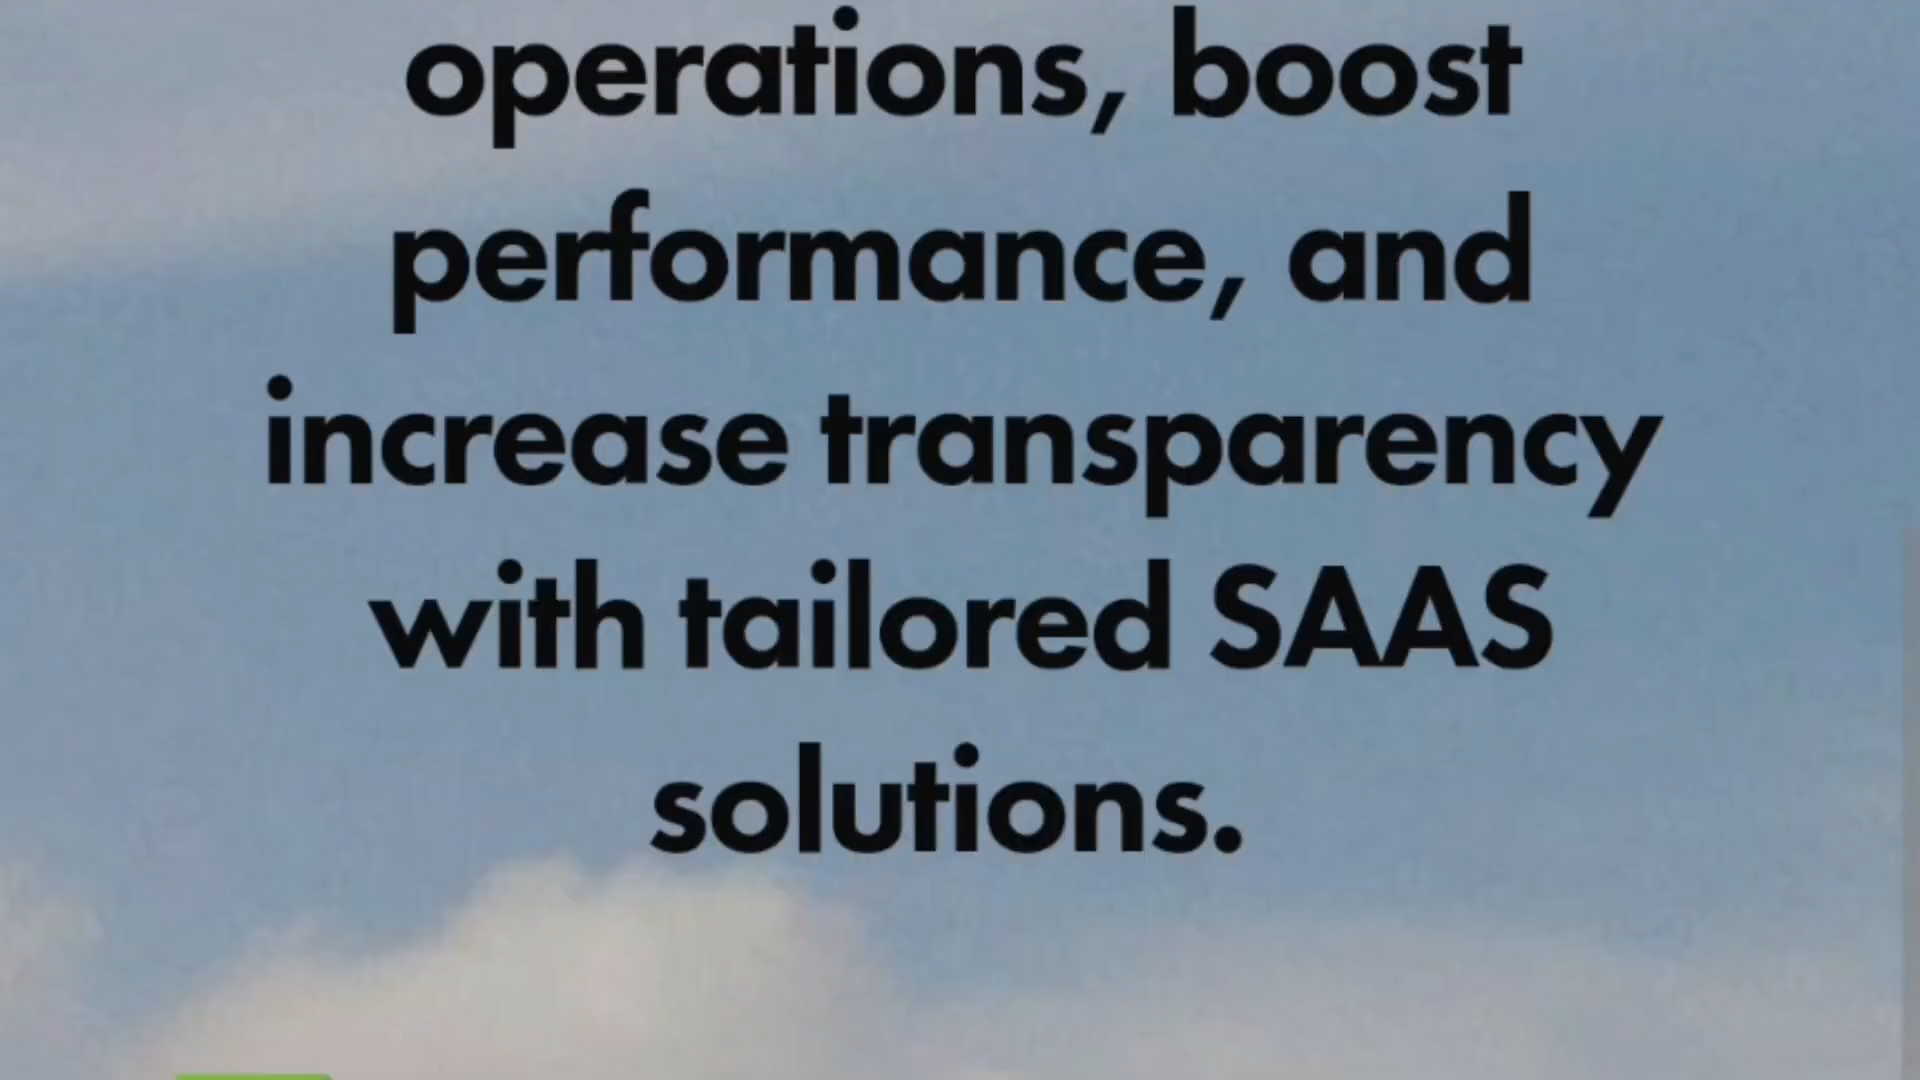 operations, boost
performance, and
increase transparency
with tailored SAAS
solutions.